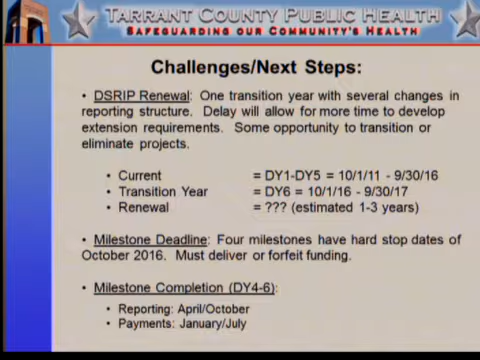 TARRANT COUNTY PUBLIC HEALTH
SAFEGUARDING OUR COMMUNITY'S HEALTH
Challenges/Next Steps:
• DSRIP Renewal: One transition year with several changes in
reporting structure. Delay will allow for more time to develop
extension requirements. Some opportunity to transition or
eliminate projects.
• Current = DY1-DY5 = 10/1/11 - 9/30/16
• Transition Year = DY6 = 10/1/16 - 9/30/17
• Renewal = ??? (estimated 1-3 years)
• Milestone Deadline: Four milestones have hard stop dates of
October 2016. Must deliver or forfeit funding.
• Milestone Completion (DY4-6):
• Reporting: April/October
• Payments: January/July